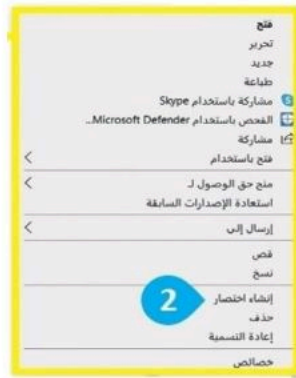 فتح
تحرير
جديد
طباعة
مشاركة باستخدام Skype
الفحص باستخدام Microsoft Defender...
مشاركة
فتح باستخدام
منح حق الوصول لـ
استعادة الإصدارات السابقة
إرسال إلى
قص
نسخ
إنشاء اختصار
2
حذف
إعادة التسمية
خصائص